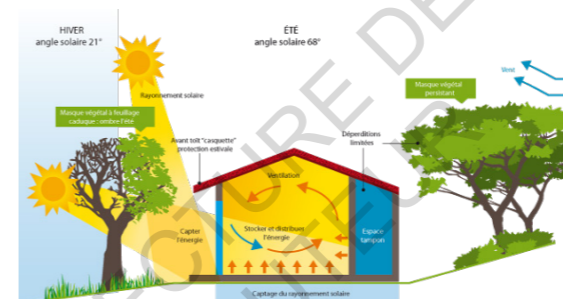 HIVER
angle solaire 21°
ÉTÉ
angle solaire 68°
Rayonnement solaire
Masque végétal à feuillage
caduque : ombre l'été
Avant toît "casquette"
protection estivale
Déperditions
limitées
Masque végétal
persistant
Vent
Ventilation
Capter
l'énergie
Stocker et distribuer
l'énergie
Espace
tampon
Captage du rayonnement solaire